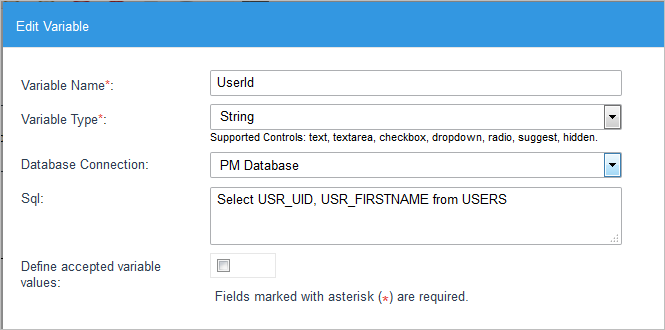 Edit Variable
Variable Name*: UserId
Variable Type*: String
Supported Controls: text, textarea, checkbox, dropdown, radio, suggest, hidden.
Database Connection: PM Database
Sql: Select USR_UID, USR_FIRSTNAME from USERS
Define accepted variable
values:
Fields marked with asterisk (*) are required.